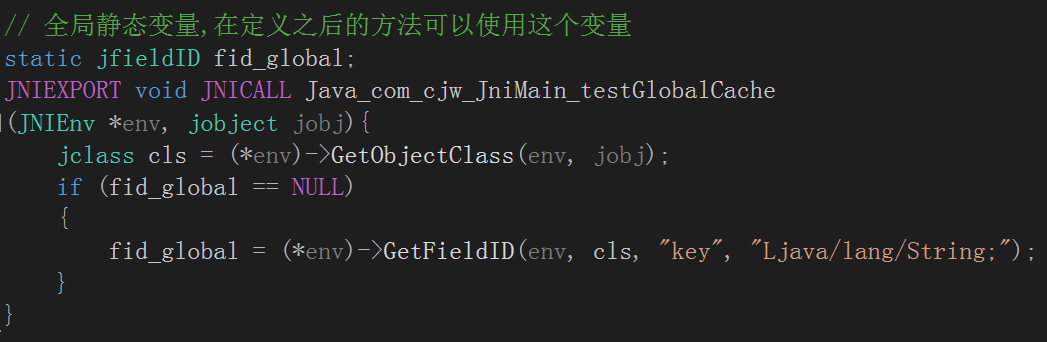 // 全局静态变量,在定义之后的方法可以使用这个变量
static jfieldID fid_global;
JNIEXPORT void JNICALL Java_com_cjw_JniMain_testGlobalCache
(JNIEnv *env, jobject jobj){
    jclass cls = (*env)->GetObjectClass(env, jobj);
    if (fid_global == NULL)
    {
        fid_global = (*env)->GetFieldID(env, cls, "key", "Ljava/lang/String;");
    }
}